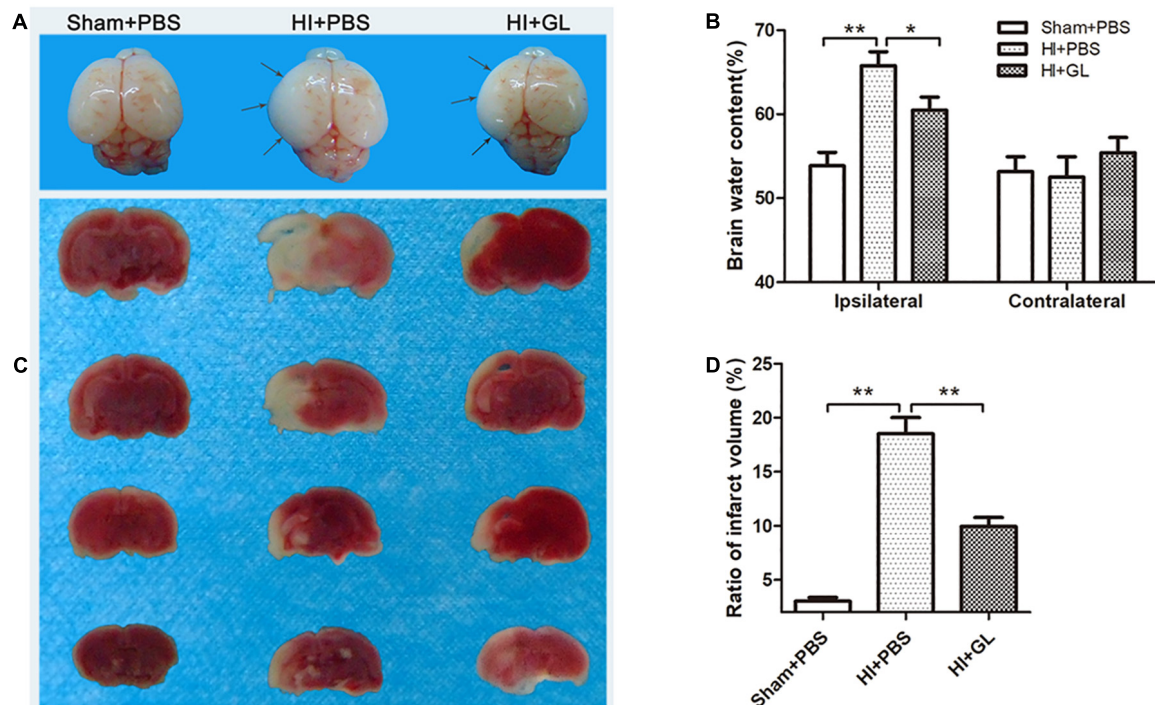 A
Sham+PBS HI+PBS HI+GL
C
B
Brain water content(%)
70
60
50
40
** *
Sham+PBS
HI+PBS
HI+GL
Ipsilateral Contralateral
D
Ratio of infarct volume (%)
25
20
15
10
5
** **
Sham+PBS
HI+PBS
HI+GL